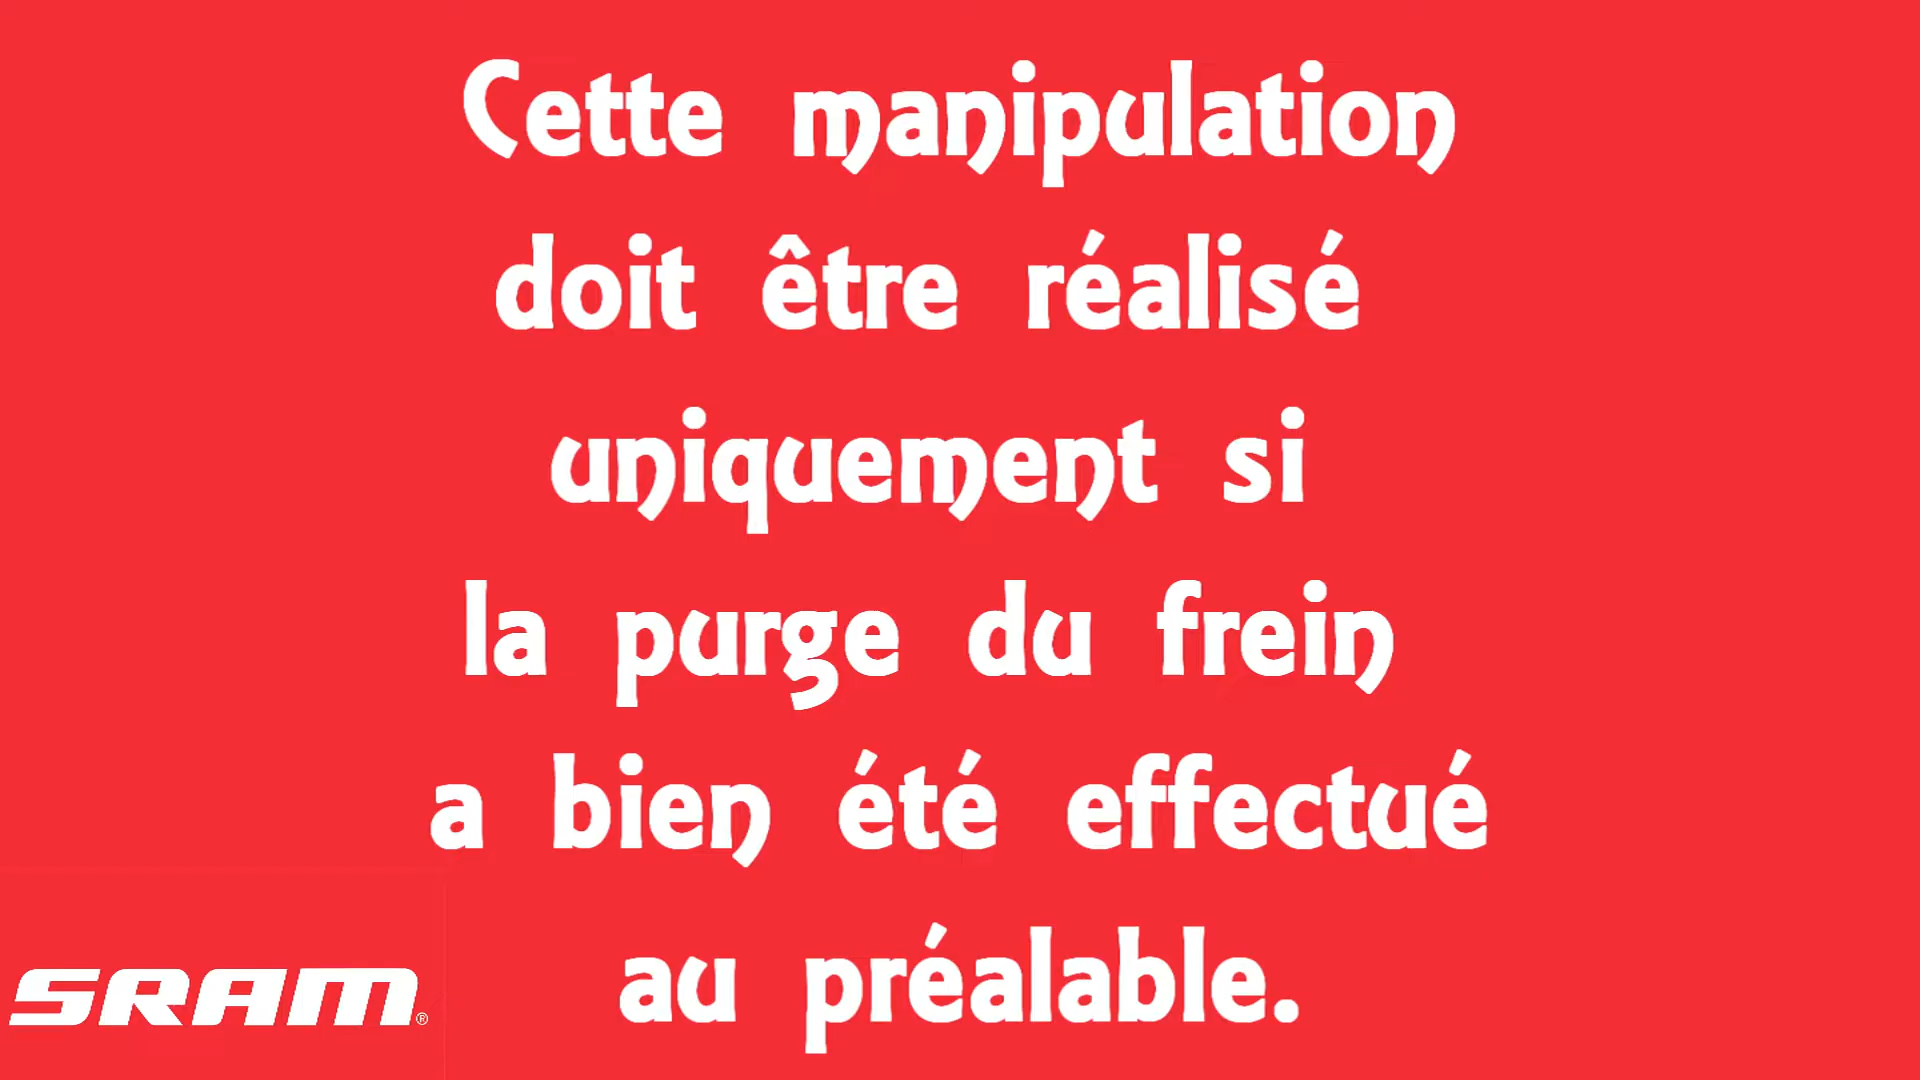 Cette manipulation
doit être réalisé
uniquement si
la purge du frein
a bien été effectué
au préalable.
SRAM®